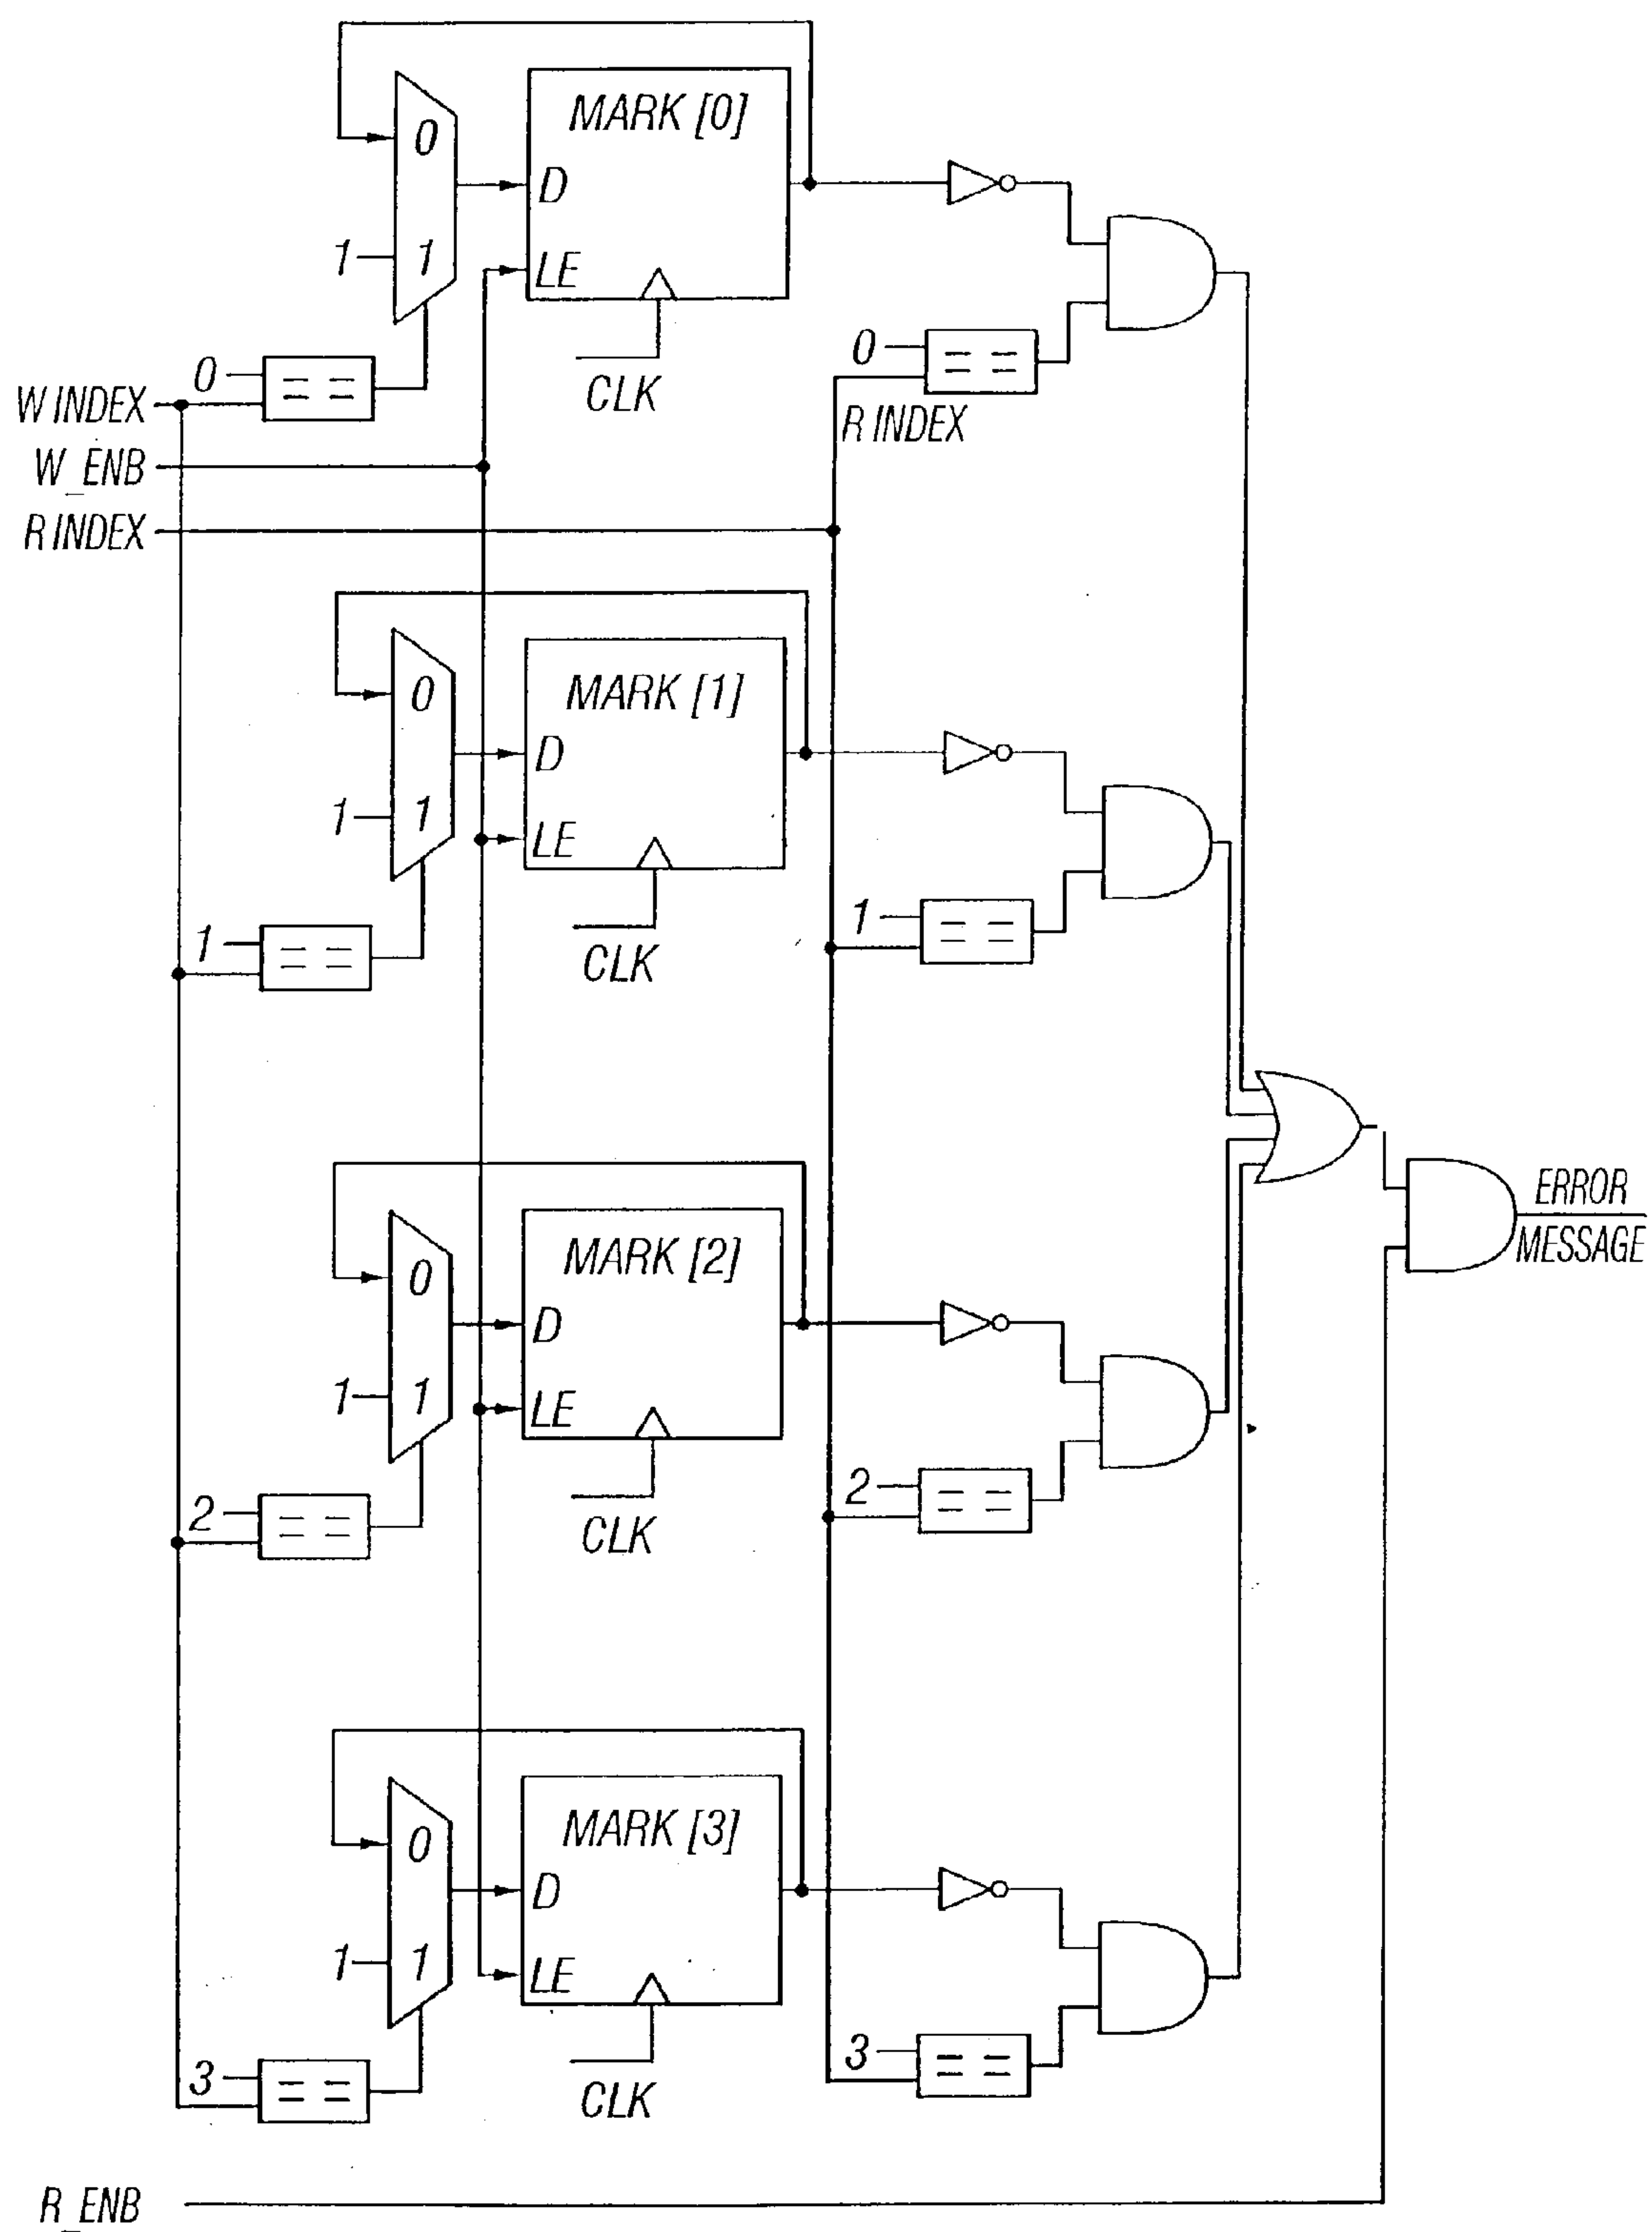 MARK [0]
0
D
1
1
LE
0
= =
CLK
0
= =
W INDEX
R INDEX
W_ENB
R INDEX
MARK [1]
0
D
1
1
LE
1
= =
CLK
1
= =
ERROR
MESSAGE
MARK [2]
0
D
1
1
LE
2
= =
CLK
2
= =
MARK [3]
0
D
1
1
LE
3
= =
CLK
3
= =
R_ENB